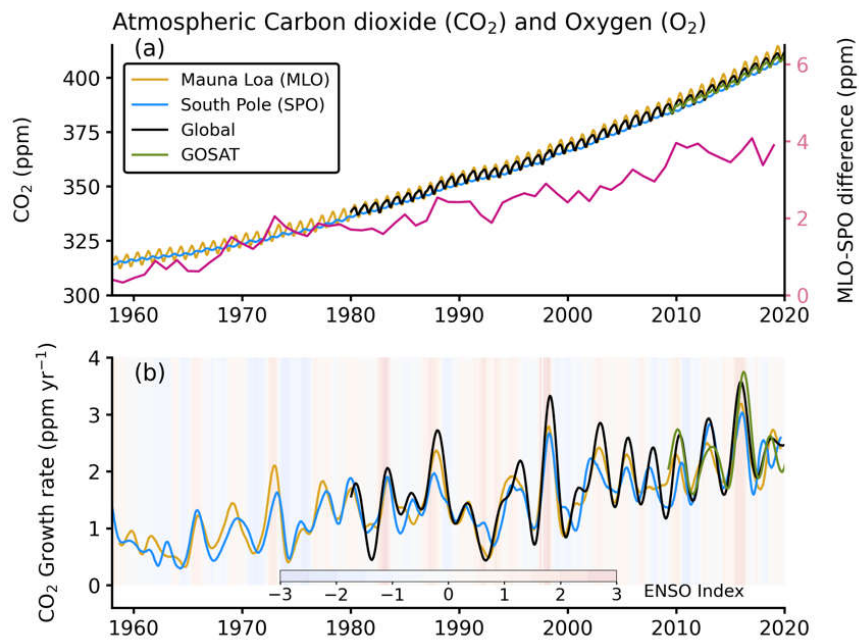 Atmospheric Carbon dioxide (CO₂) and Oxygen (O₂)
(a)
Mauna Loa (MLO)
South Pole (SPO)
Global
GOSAT
CO₂ (ppm)
400
375
350
325
300
MLO-SPO difference (ppm)
6
4
2
0
1960 1970 1980 1990 2000 2010 2020
(b)
CO₂ Growth rate (ppm yr⁻¹)
4
3
2
1
0
−3 −2 −1 0 1 2 3 ENSO Index
1960 1970 1980 1990 2000 2010 2020